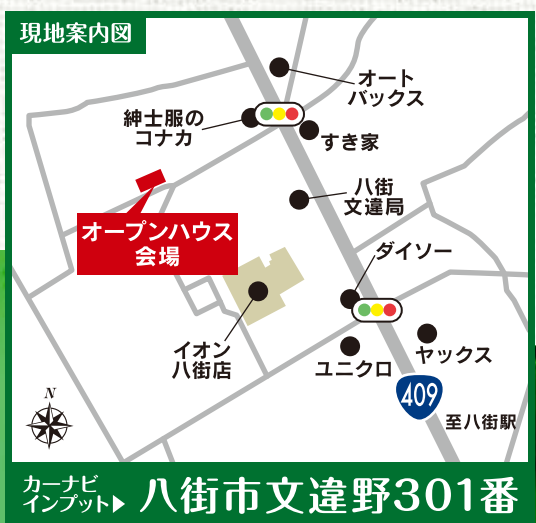 現地案内図
オート
バックス
紳士服の
コナカ
すき家
八街
文違局
オープンハウス
会場
ダイソー
イオン
八街店
ユニクロ
ヤックス
409
至八街駅
N
カーナビ
インプット▶
八街市文違野301番